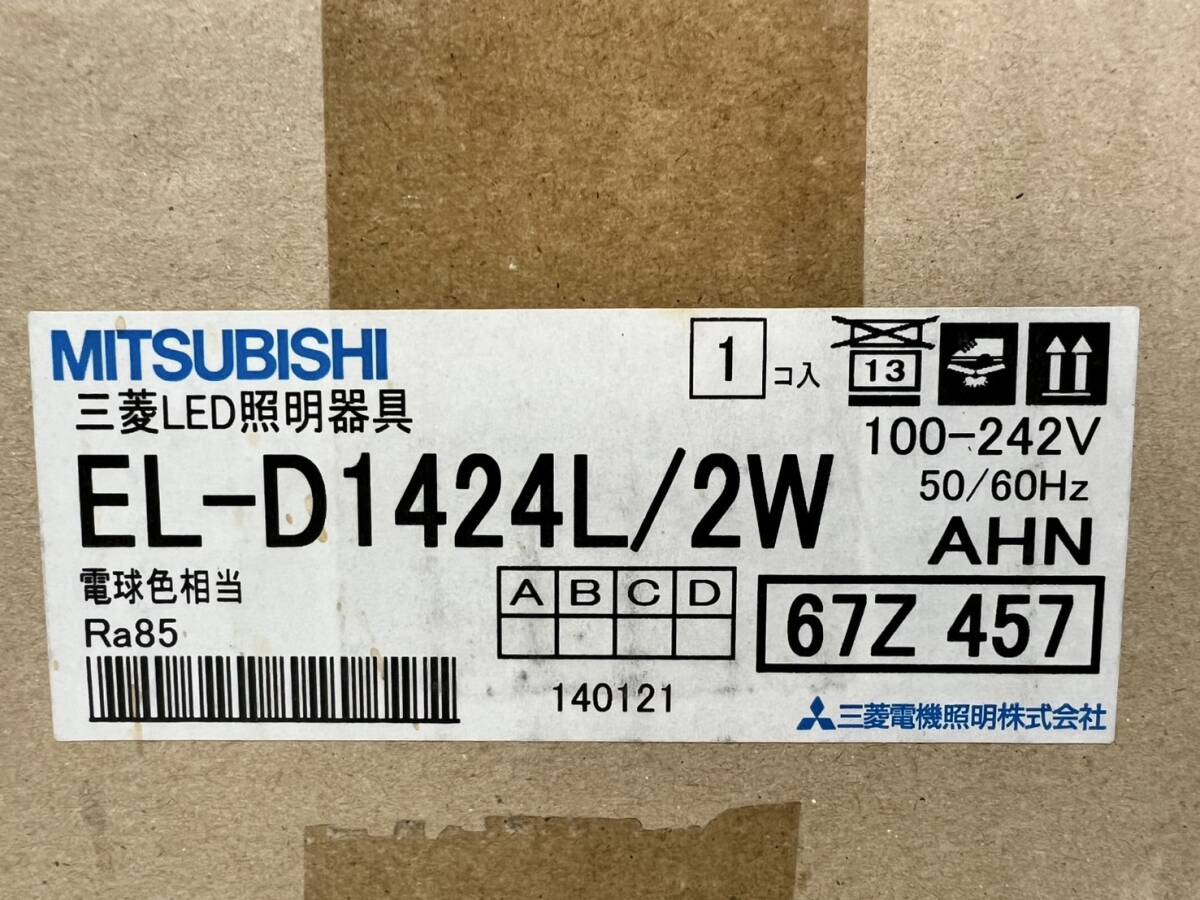 MITSUBISHI
三菱LED照明器具
1 コ入
13
EL-D1424L/2W
100-242V
50/60Hz
AHN
電球色相当
Ra85
A B C D
67Z 457
140121
三菱電機照明株式会社